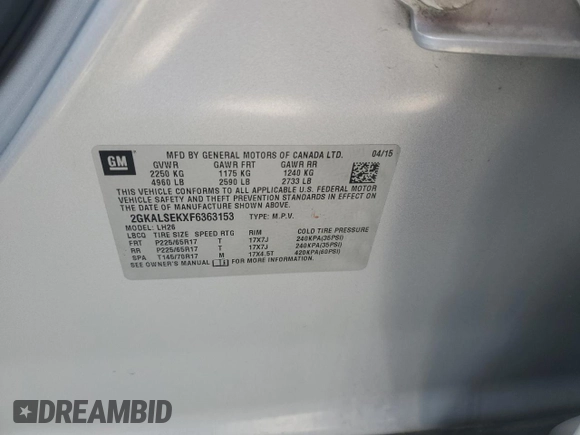 GM
MFD BY GENERAL MOTORS OF CANADA LTD. 04/15
GVWR GAWR FRT GAWR RR
2250 KG 1175 KG 1240 KG
4960 LB 2590 LB 2733 LB
THIS VEHICLE CONFORMS TO ALL APPLICABLE U.S. FEDERAL MOTOR
VEHICLE SAFETY, BUMPER, AND THEFT PREVENTION STANDARDS IN
EFFECT ON THE DATE OF MANUFACTURE SHOWN ABOVE.
2GKALSEKXF6363153 TYPE: M.P.V.
MODEL: LH26
LBCQ TIRE SIZE SPEED RTG RIM COLD TIRE PRESSURE
FRT P225/65R17 T 17X7J 240KPA(35PSI)
RR P225/65R17 T 17X7J 240KPA(35PSI)
SPA T145/70R17 M 17X4.5T 420KPA(60PSI)
SEE OWNER'S MANUAL FOR MORE INFORMATION.
DREAMBID